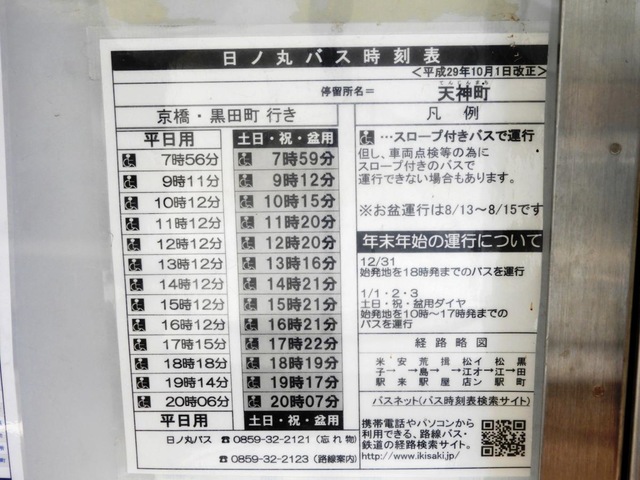 日ノ丸バス時刻表
＜平成29年10月1日改正＞
停留所名＝ 天神町
京橋・黒田町 行き
平日用 土日・祝・盆用
7時56分 7時59分
9時11分 9時12分
10時12分 10時15分
11時12分 11時20分
12時12分 12時20分
13時12分 13時16分
14時12分 14時21分
15時12分 15時21分
16時12分 16時21分
17時15分 17時22分
18時18分 18時19分
19時14分 19時17分
20時06分 20時07分
平日用 土日・祝・盆用
日ノ丸バス ☎0859-32-2121（忘れ物）
☎0859-32-2123（路線案内）
凡 例
…スロープ付きバスで運行
但し、車両点検等の為に
スロープ付きのバスで
運行できない場合もあります。
※お盆運行は8/13～8/15です
年末年始の運行について
12/31
始発地を18時発までのバスを運行
1/1・2・3
土日・祝・盆用ダイヤ
始発地を10時～17時発までの
バスを運行
経 路 略 図
米 安 荒 揖 松イ 松 黒
子→…→島→…→江オ→江→田
駅 来 駅 屋 店ン 駅 町
バスネット(バス時刻表検索サイト)
携帯電話やパソコンから
利用できる、路線バス・
鉄道の経路検索サイト。
http://www.ikisaki.jp/